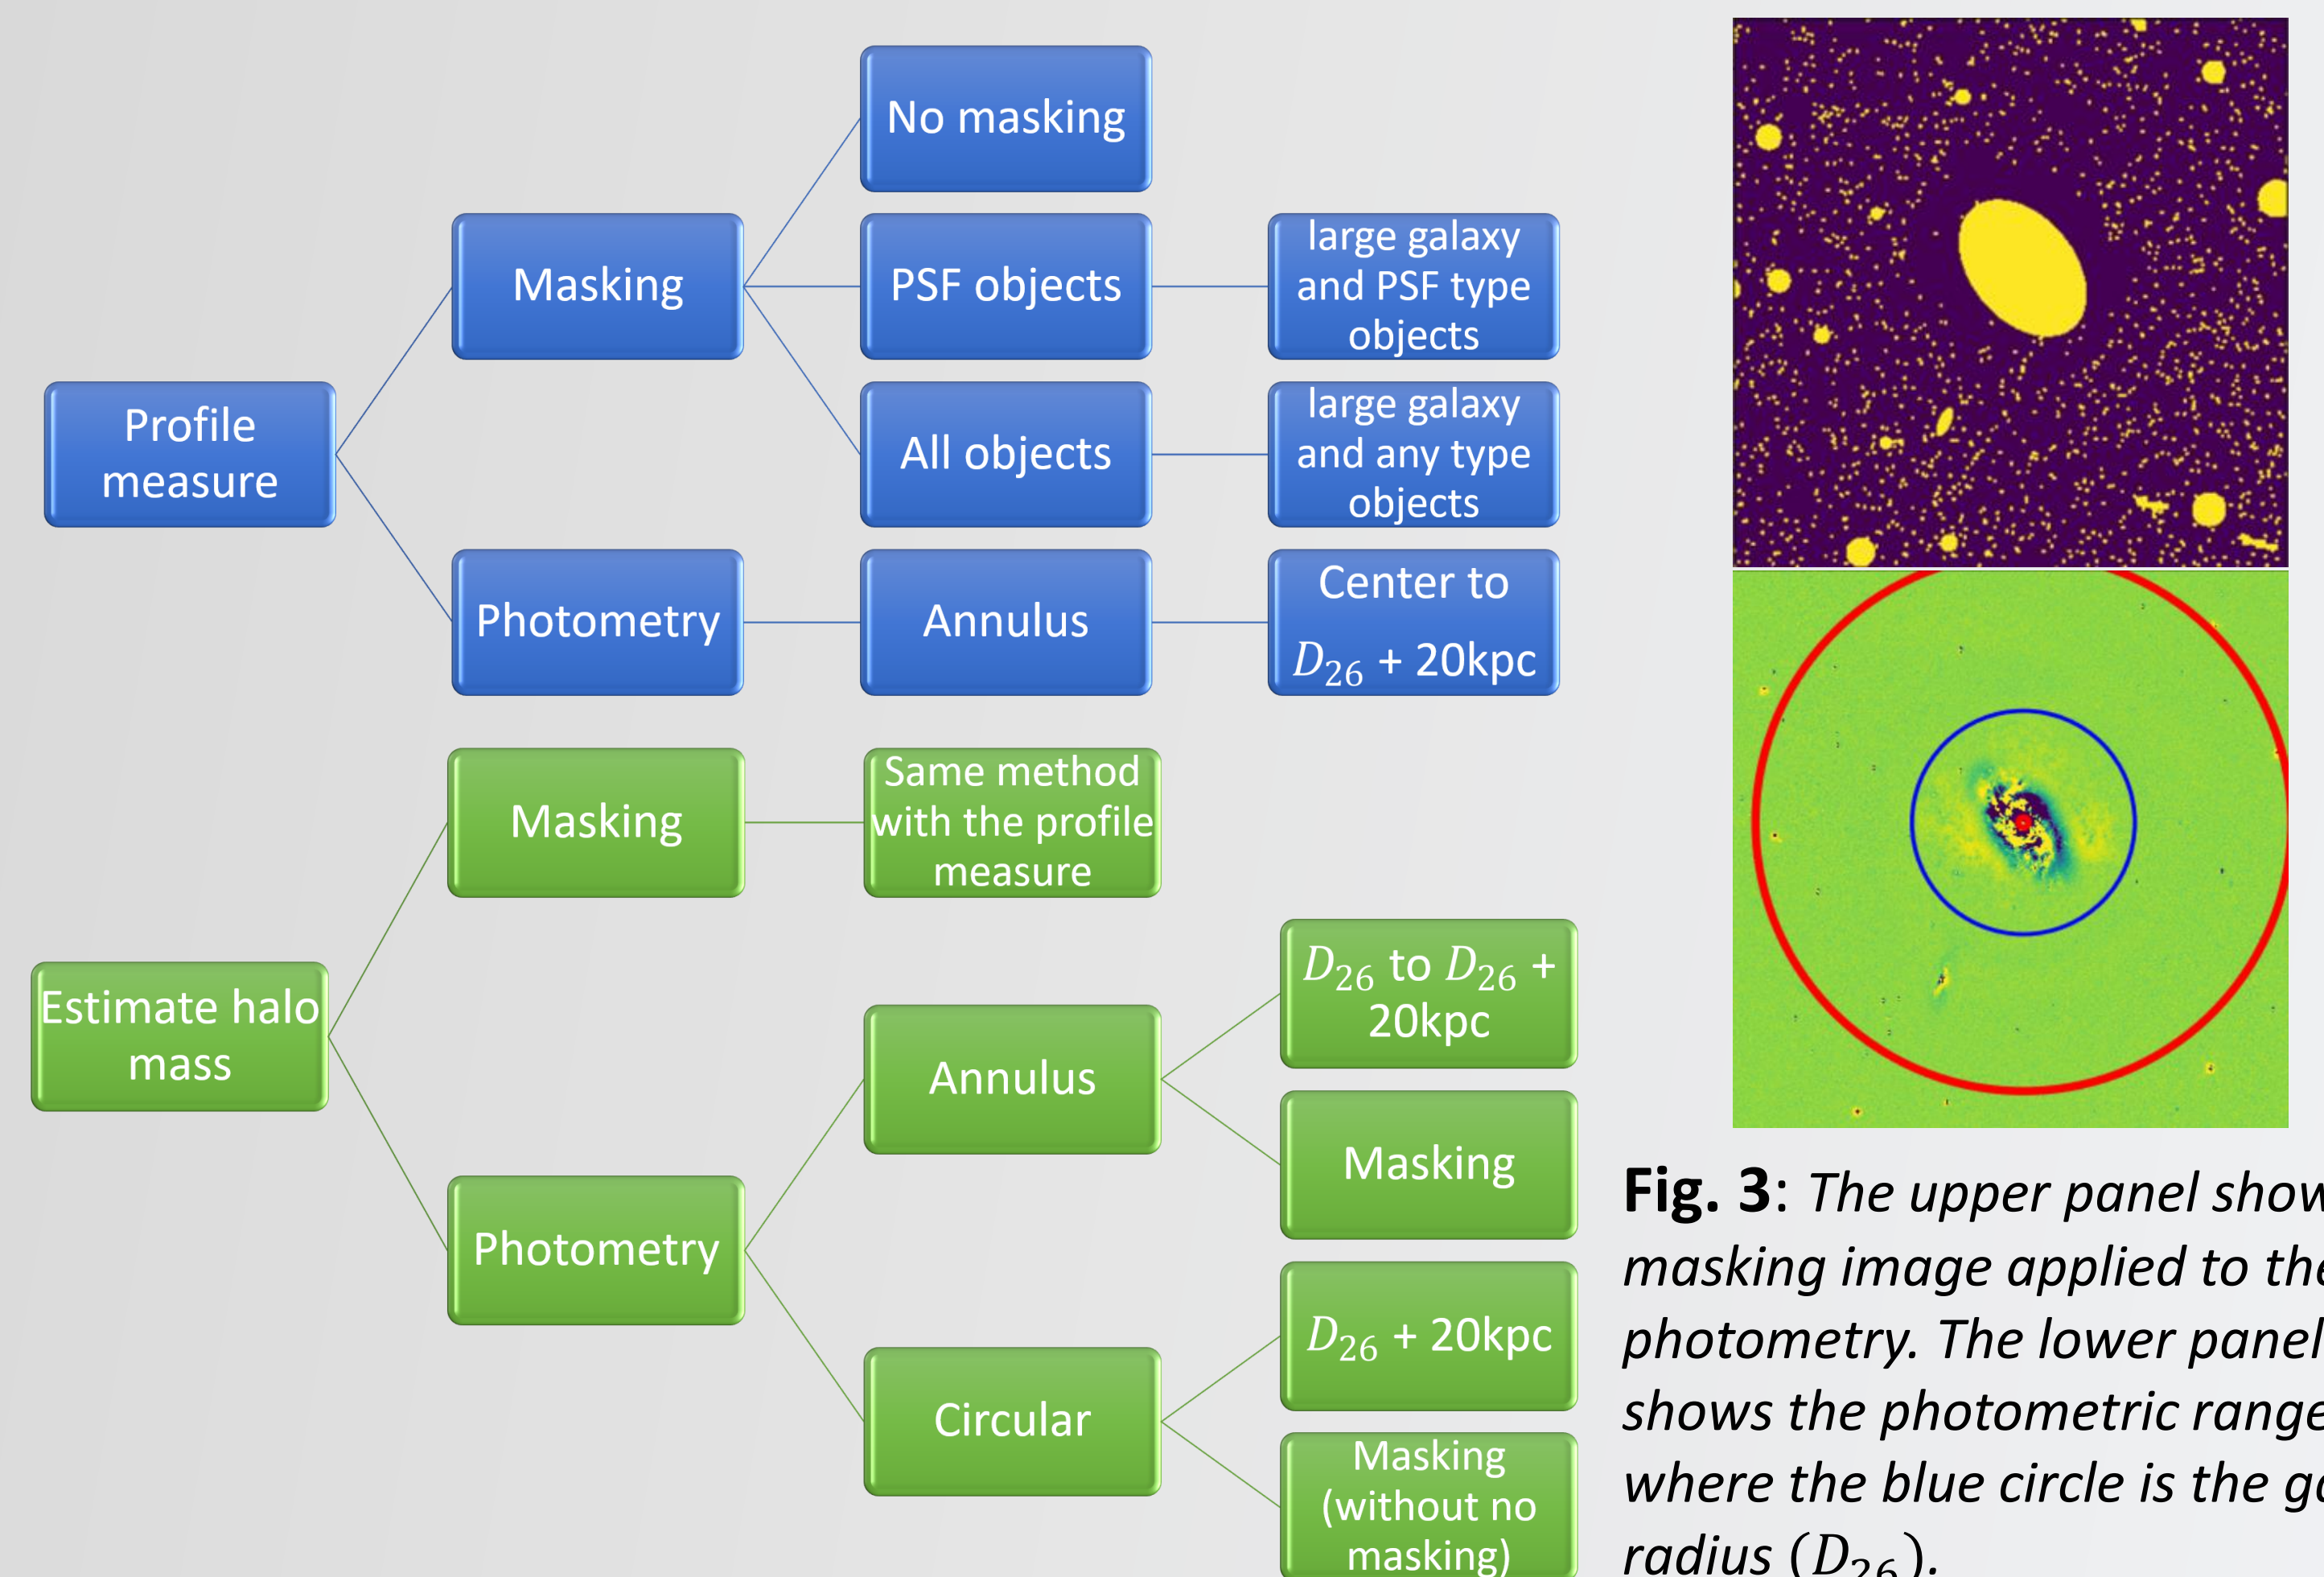 No masking
Masking
PSF objects
large galaxy
and PSF type
objects
Profile
measure
All objects
large galaxy
and any type
objects
Photometry
Annulus
Center to
D₂₆ + 20kpc
Masking
Same method
with the profile
measure
Estimate halo
mass
Photometry
Annulus
D₂₆ to D₂₆ +
20kpc
Masking
Circular
D₂₆ + 20kpc
Masking
(without no
masking)
Fig. 3: The upper panel show
masking image applied to the
photometry. The lower panel
shows the photometric range
where the blue circle is the ga
radius (D₂₆).